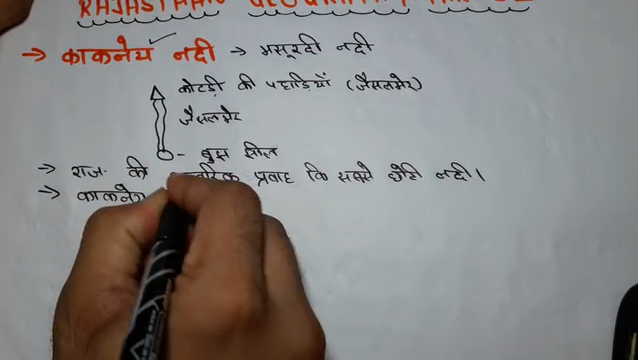 RAJASTHAN GEOGRAPHY
→ काकनेय नदी → मसूरदी नदी
कोटड़ी की पहाड़ियों (जैसलमेर)
जैसलमेर
- बुझ झील
→ राज. की प्रवाह कि सबसे छोटी नदी।
→ काकनेय